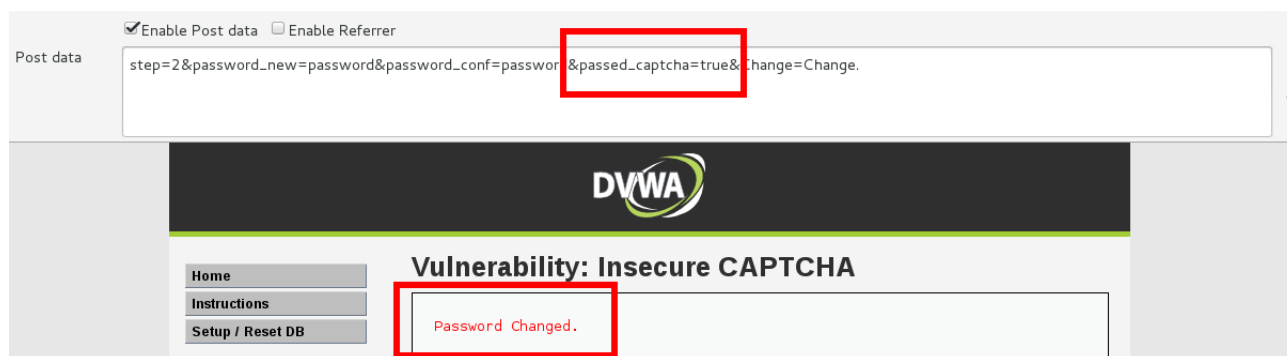 Enable Post data Enable Referrer
Post data
step=2&password_new=password&password_conf=password&passed_captcha=true&Change=Change.
DVWA
Vulnerability: Insecure CAPTCHA
Home
Instructions
Setup / Reset DB
Password Changed.